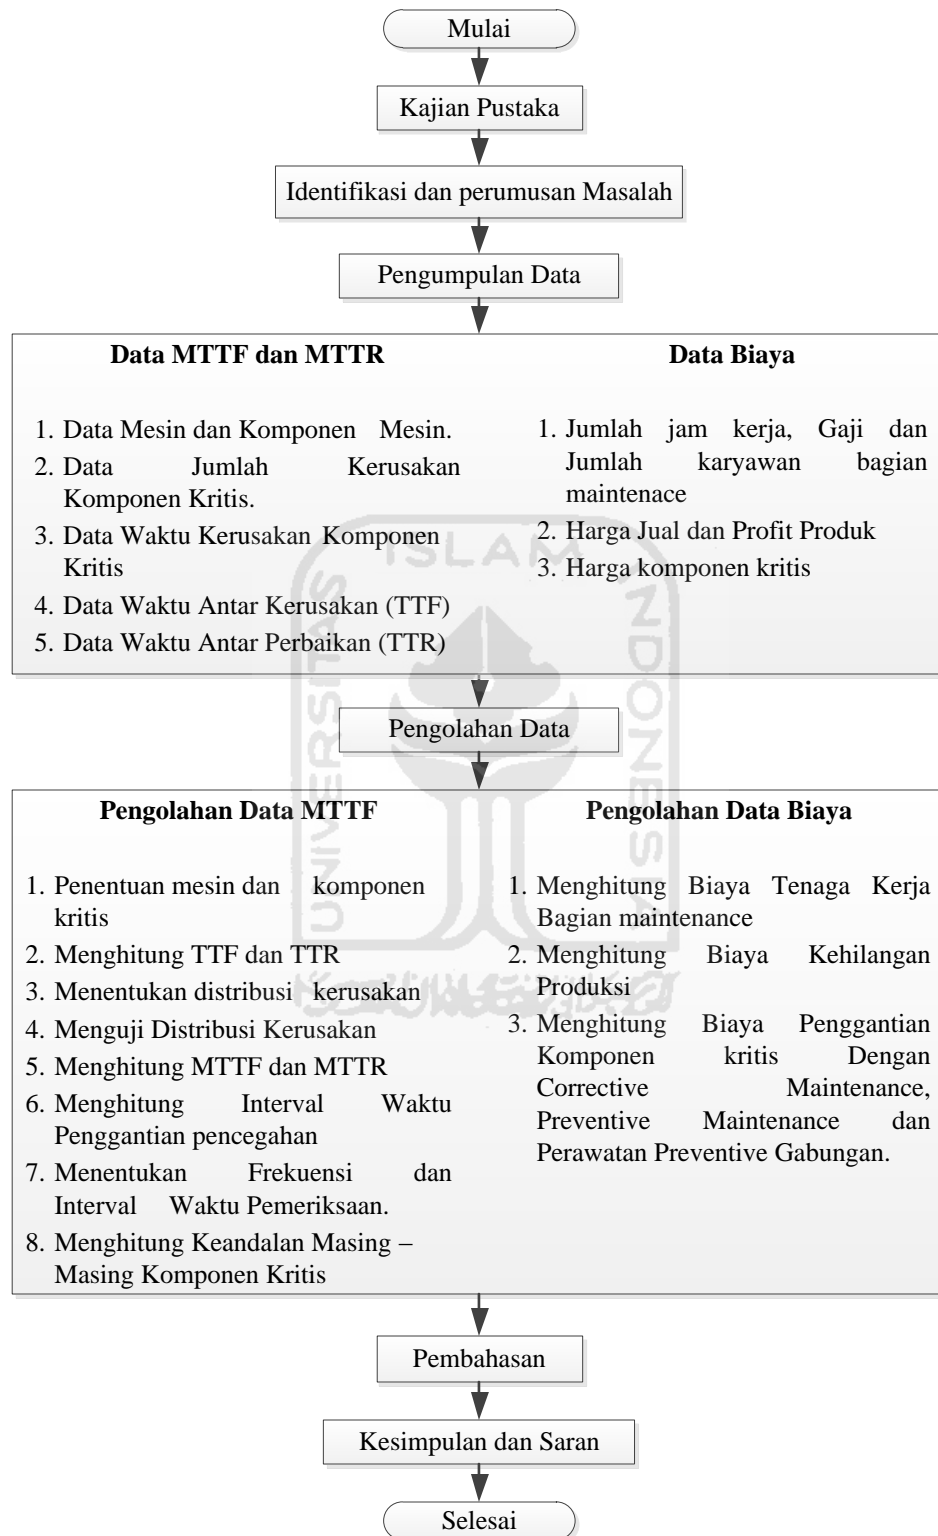 Mulai
Kajian Pustaka
Identifikasi dan perumusan Masalah
Pengumpulan Data
Data MTTF dan MTTR
1. Data Mesin dan Komponen Mesin.
2. Data Jumlah Kerusakan
Komponen Kritis.
3. Data Waktu Kerusakan Komponen
Kritis
4. Data Waktu Antar Kerusakan (TTF)
5. Data Waktu Antar Perbaikan (TTR)
Data Biaya
1. Jumlah jam kerja, Gaji dan
Jumlah karyawan bagian
maintenace
2. Harga Jual dan Profit Produk
3. Harga komponen kritis
Pengolahan Data
Pengolahan Data MTTF
1. Penentuan mesin dan komponen
kritis
2. Menghitung TTF dan TTR
3. Menentukan distribusi kerusakan
4. Menguji Distribusi Kerusakan
5. Menghitung MTTF dan MTTR
6. Menghitung Interval Waktu
Penggantian pencegahan
7. Menentukan Frekuensi dan
Interval Waktu Pemeriksaan.
8. Menghitung Keandalan Masing –
Masing Komponen Kritis
Pengolahan Data Biaya
1. Menghitung Biaya Tenaga Kerja
Bagian maintenance
2. Menghitung Biaya Kehilangan
Produksi
3. Menghitung Biaya Penggantian
Komponen kritis Dengan
Corrective Maintenance,
Preventive Maintenance dan
Perawatan Preventive Gabungan.
Pembahasan
Kesimpulan dan Saran
Selesai
UNIVERSITAS
ISLAM
INDONESIA